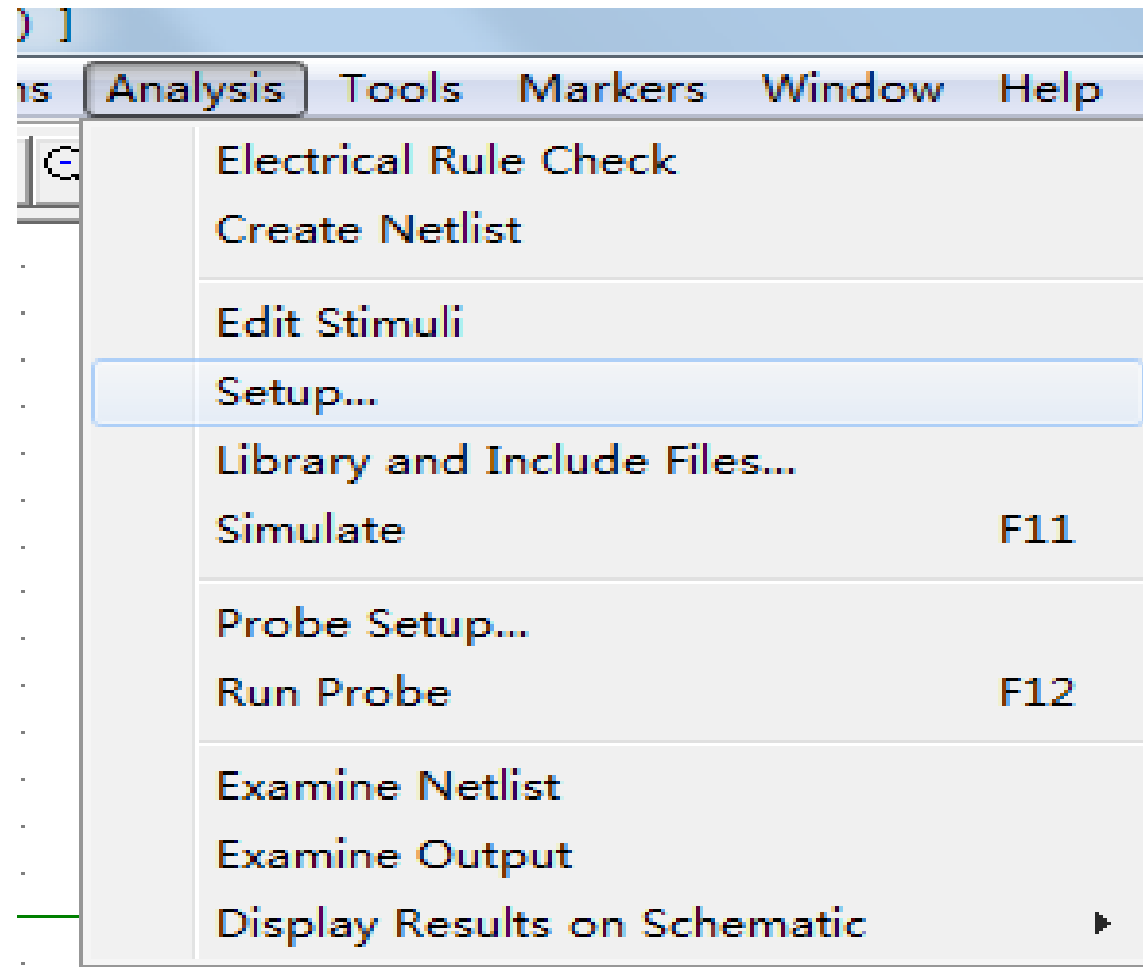 ) ]
ns Analysis Tools Markers Window Help
Electrical Rule Check
Create Netlist
Edit Stimuli
Setup...
Library and Include Files...
Simulate F11
Probe Setup...
Run Probe F12
Examine Netlist
Examine Output
Display Results on Schematic